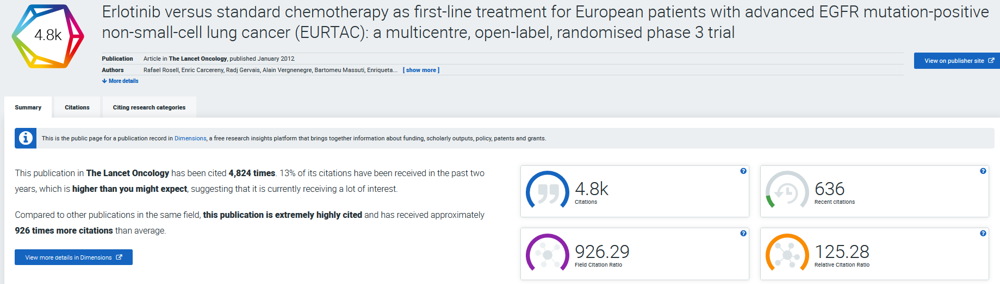 4.8k
Erlotinib versus standard chemotherapy as first-line treatment for European patients with advanced EGFR mutation-positive
non-small-cell lung cancer (EURTAC): a multicentre, open-label, randomised phase 3 trial
Publication Article in The Lancet Oncology, published January 2012
Authors Rafael Rosell, Enric Carcereny, Radj Gervais, Alain Vergnenegre, Bartomeu Massuti, Enriqueta… [ show more ]
More details
View on publisher site
Summary Citations Citing research categories
This is the public page for a publication record in Dimensions, a free research insights platform that brings together information about funding, scholarly outputs, policy, patents and grants.
This publication in The Lancet Oncology has been cited 4,824 times. 13% of its citations have been received in the past two
years, which is higher than you might expect, suggesting that it is currently receiving a lot of interest.
Compared to other publications in the same field, this publication is extremely highly cited and has received approximately
926 times more citations than average.
View more details in Dimensions
4.8k
Citations
636
Recent citations
926.29
Field Citation Ratio
125.28
Relative Citation Ratio